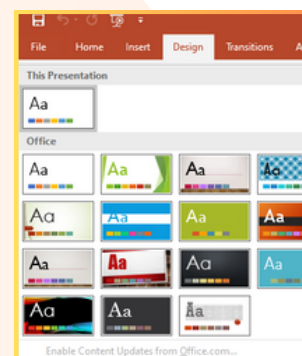 File Home Insert Design Transitions A
This Presentation
Aa
Office
Aa Aa Aa Aa
Aa Aa Aa Aa
Aa Aa Aa Aa
Aa Aa Aa
Enable Content Updates from Office.com...